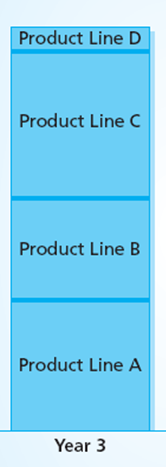 Product Line D
Product Line C
Product Line B
Product Line A
Year 3